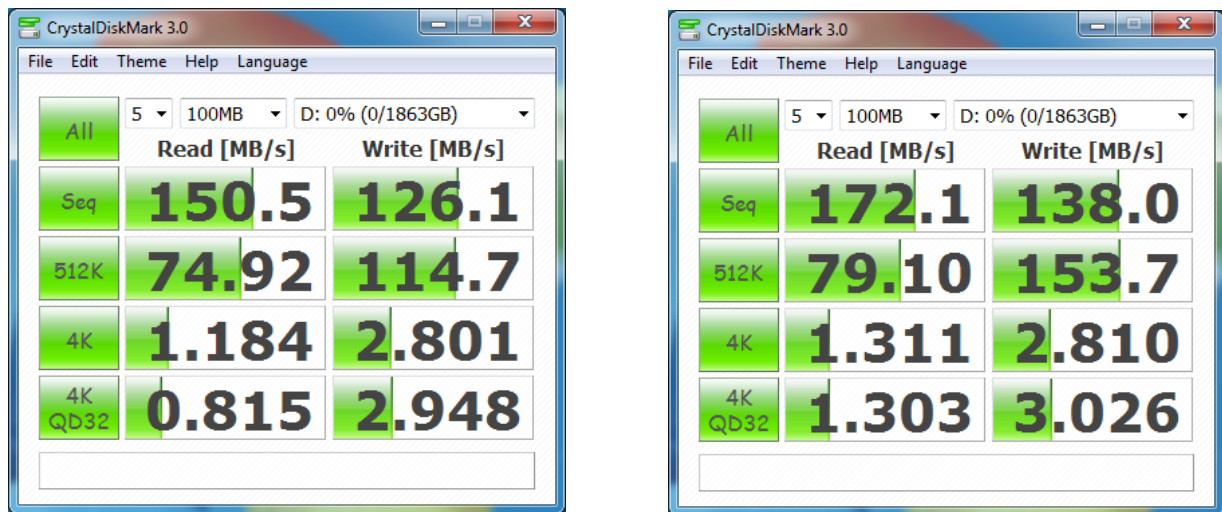 CrystalDiskMark 3.0
File Edit Theme Help Language
All 5 100MB D: 0% (0/1863GB)
Read [MB/s] Write [MB/s]
Seq 150.5 126.1
512K 74.92 114.7
4K 1.184 2.801
4K QD32 0.815 2.948
CrystalDiskMark 3.0
File Edit Theme Help Language
All 5 100MB D: 0% (0/1863GB)
Read [MB/s] Write [MB/s]
Seq 172.1 138.0
512K 79.10 153.7
4K 1.311 2.810
4K QD32 1.303 3.026